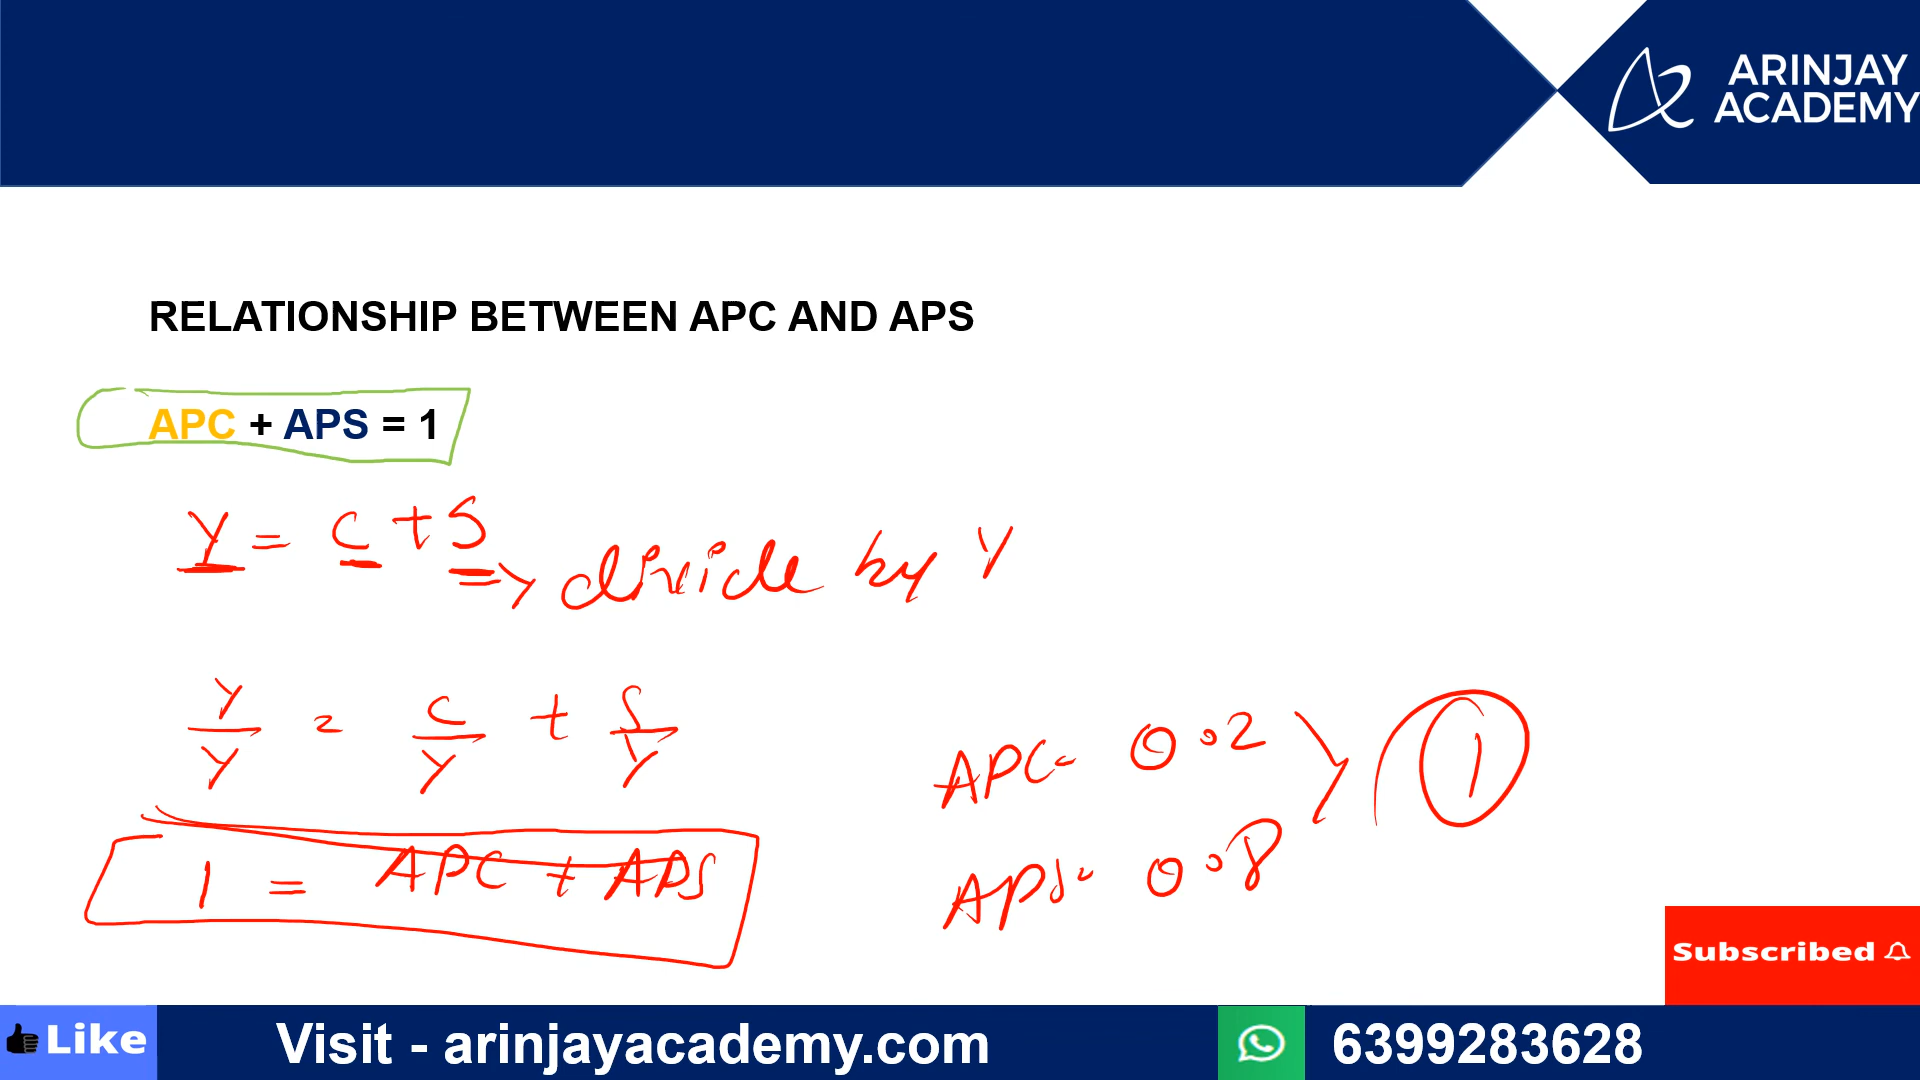 ARINJAY
ACADEMY
RELATIONSHIP BETWEEN APC AND APS
APC + APS = 1
Y = C + S
=> divide by Y
Y/Y = C/Y + S/Y
1 = APC + APS
APC = 0.2
APS = 0.8
1
Subscribed
Like
Visit - arinjayacademy.com
6399283628